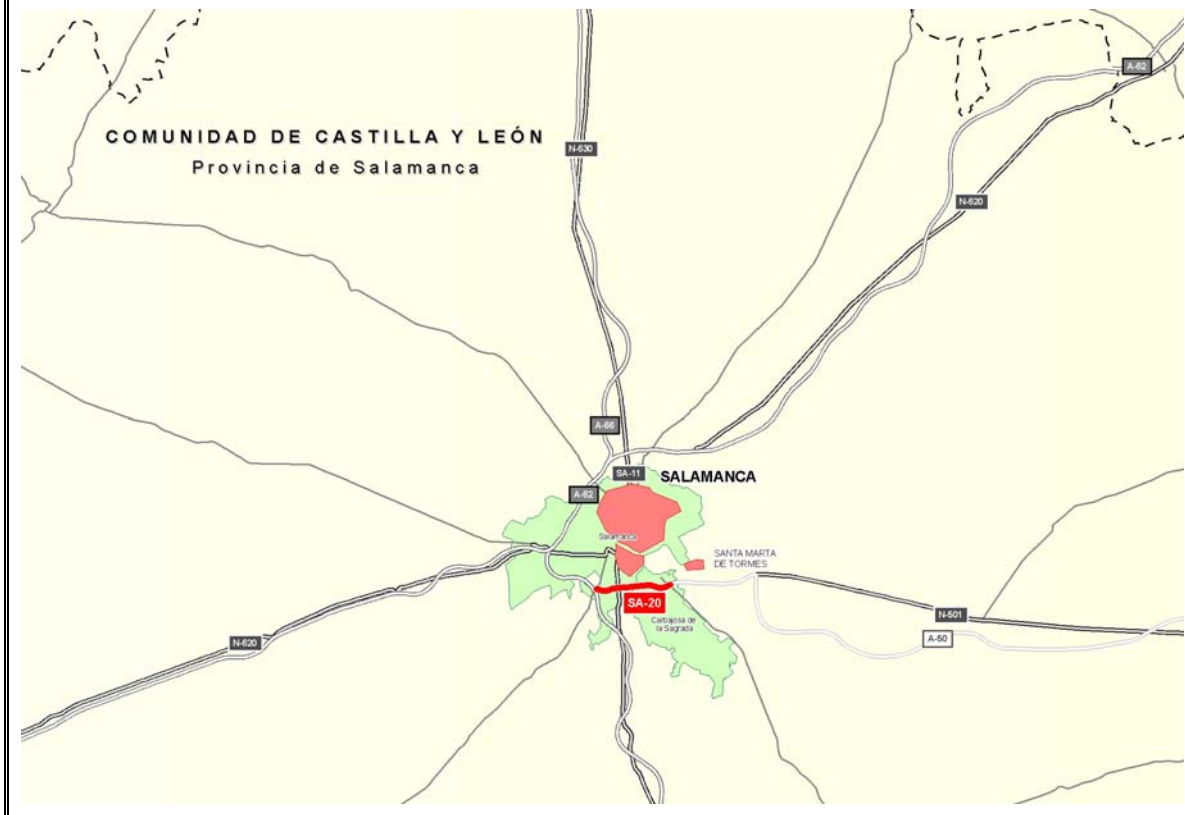 A-62
COMUNIDAD DE CASTILLA Y LEÓN
Provincia de Salamanca
N-630
N-620
A-66
SA-11
SALAMANCA
A-62
Salamanca
SANTA MARTA
DE TORMES
SA-20
Carbajosa de
la Sagrada
N-501
A-50
N-620